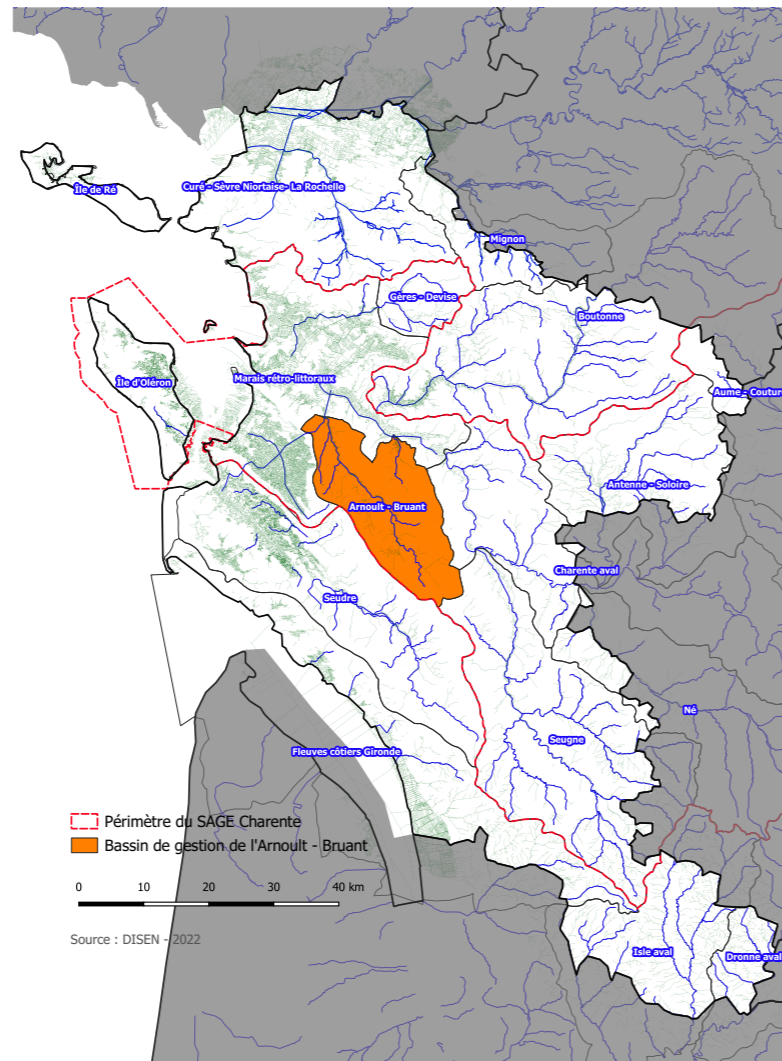 Île de Ré
Curé - Sèvre Niortaise- La Rochelle
Mignon
Gères - Devise
Boutonne
Île d'Oléron
Marais rétro-littoraux
Aume - Coutur
Antenne - Soloire
Arnoult - Bruant
Charente aval
Seudre
Né
Seugne
Fleuves côtiers Gironde
Périmètre du SAGE Charente
Bassin de gestion de l'Arnoult - Bruant
0 10 20 30 40 km
Source : DISEN - 2022
Isle aval
Dronne aval